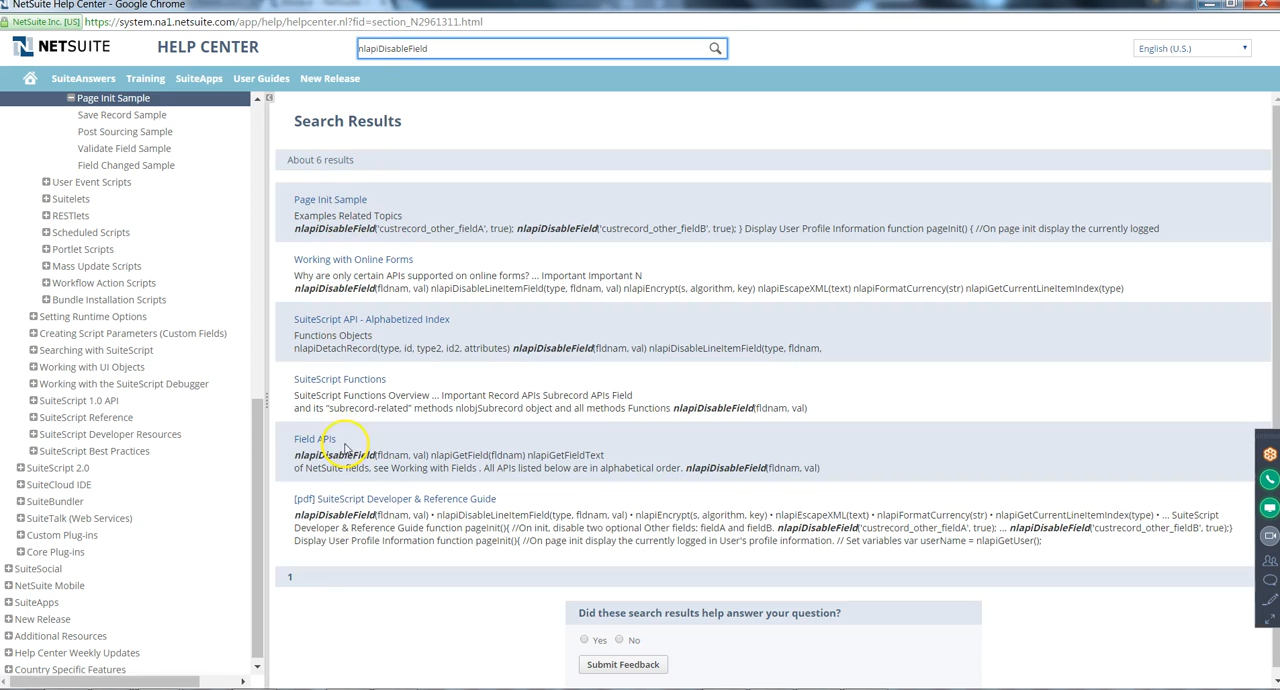 NetSuite Help Center - Google Chrome
NetSuite Inc. [US] https://system.na1.netsuite.com/app/help/helpcenter.nl?fid=section_N2961311.html
NETSUITE HELP CENTER nlapiDisableField English (U.S.)
SuiteAnswers Training SuiteApps User Guides New Release
Page Init Sample
Save Record Sample
Post Sourcing Sample
Validate Field Sample
Field Changed Sample
User Event Scripts
Suitelets
RESTlets
Scheduled Scripts
Portlet Scripts
Mass Update Scripts
Workflow Action Scripts
Bundle Installation Scripts
Setting Runtime Options
Creating Script Parameters (Custom Fields)
Searching with SuiteScript
Working with UI Objects
Working with the SuiteScript Debugger
SuiteScript 1.0 API
SuiteScript Reference
SuiteScript Developer Resources
SuiteScript Best Practices
SuiteScript 2.0
SuiteCloud IDE
SuiteBundler
SuiteTalk (Web Services)
Custom Plug-ins
Core Plug-ins
SuiteSocial
NetSuite Mobile
SuiteApps
New Release
Additional Resources
Help Center Weekly Updates
Country Specific Features
Search Results
About 6 results
Page Init Sample
Examples Related Topics
nlapiDisableField('custrecord_other_fieldA', true); nlapiDisableField('custrecord_other_fieldB', true); } Display User Profile Information function pageInit() { //On page init display the currently logged
Working with Online Forms
Why are only certain APIs supported on online forms? ... Important Important N
nlapiDisableField(fldnam, val) nlapiDisableLineItemField(type, fldnam, val) nlapiEncrypt(s, algorithm, key) nlapiEscapeXML(text) nlapiFormatCurrency(str) nlapiGetCurrentLineItemIndex(type)
SuiteScript API - Alphabetized Index
Functions Objects
nlapiDetachRecord(type, id, type2, id2, attributes) nlapiDisableField(fldnam, val) nlapiDisableLineItemField(type, fldnam,
SuiteScript Functions
SuiteScript Functions Overview ... Important Record APIs Subrecord APIs Field
and its “subrecord-related” methods nlobjSubrecord object and all methods Functions nlapiDisableField(fldnam, val)
Field APIs
nlapiDisableField(fldnam, val) nlapiGetField(fldnam) nlapiGetFieldText
of NetSuite fields, see Working with Fields . All APIs listed below are in alphabetical order. nlapiDisableField(fldnam, val)
[pdf] SuiteScript Developer & Reference Guide
nlapiDisableField(fldnam, val) • nlapiDisableLineItemField(type, fldnam, val) • nlapiEncrypt(s, algorithm, key) • nlapiEscapeXML(text) • nlapiFormatCurrency(str) • nlapiGetCurrentLineItemIndex(type) • ... SuiteScript
Developer & Reference Guide function pageInit(){ //On init, disable two optional Other fields: fieldA and fieldB. nlapiDisableField('custrecord_other_fieldA', true); ... nlapiDisableField('custrecord_other_fieldB', true);}
Display User Profile Information function pageInit(){ //On page init display the currently logged in User's profile information. // Set variables var userName = nlapiGetUser();
1
Did these search results help answer your question?
Yes No
Submit Feedback